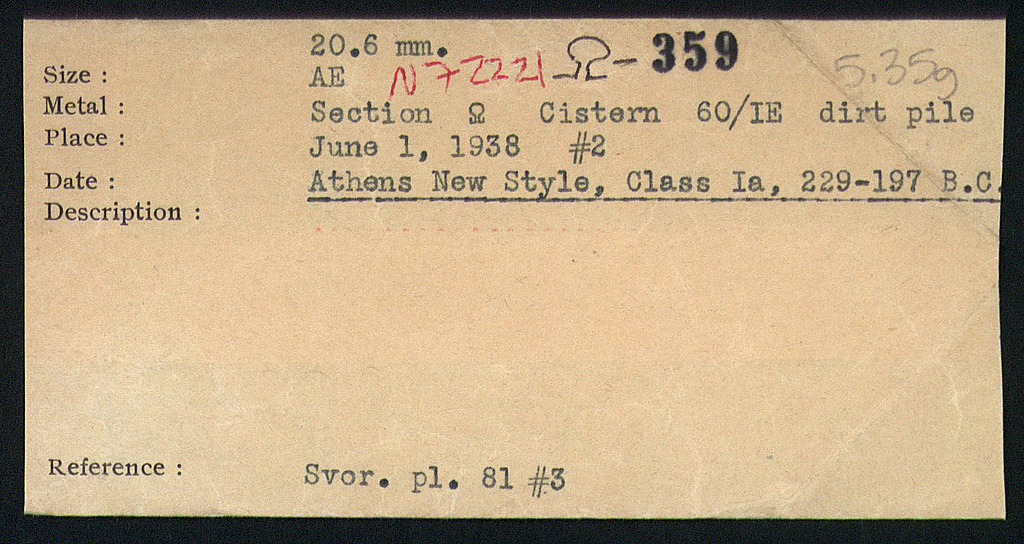 20.6 mm. Ω-359
Size : AE N72221 5.35g
Metal : Section Ω Cistern 60/IE dirt pile
Place : June 1, 1938 #2
Date : Athens New Style, Class Ia, 229-197 B.C.
Description :
Reference : Svor. pl. 81 #3